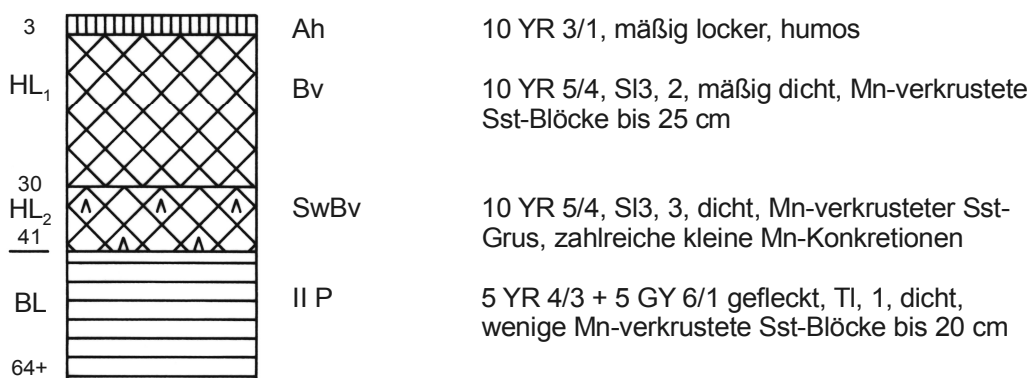 3 Ah 10 YR 3/1, mäßig locker, humos
HL1 Bv 10 YR 5/4, Sl3, 2, mäßig dicht, Mn-verkrustete
Sst-Blöcke bis 25 cm
30
HL2 SwBv 10 YR 5/4, Sl3, 3, dicht, Mn-verkrusteter Sst-
41 Grus, zahlreiche kleine Mn-Konkretionen
BL II P 5 YR 4/3 + 5 GY 6/1 gefleckt, Tl, 1, dicht,
wenige Mn-verkrustete Sst-Blöcke bis 20 cm
64+